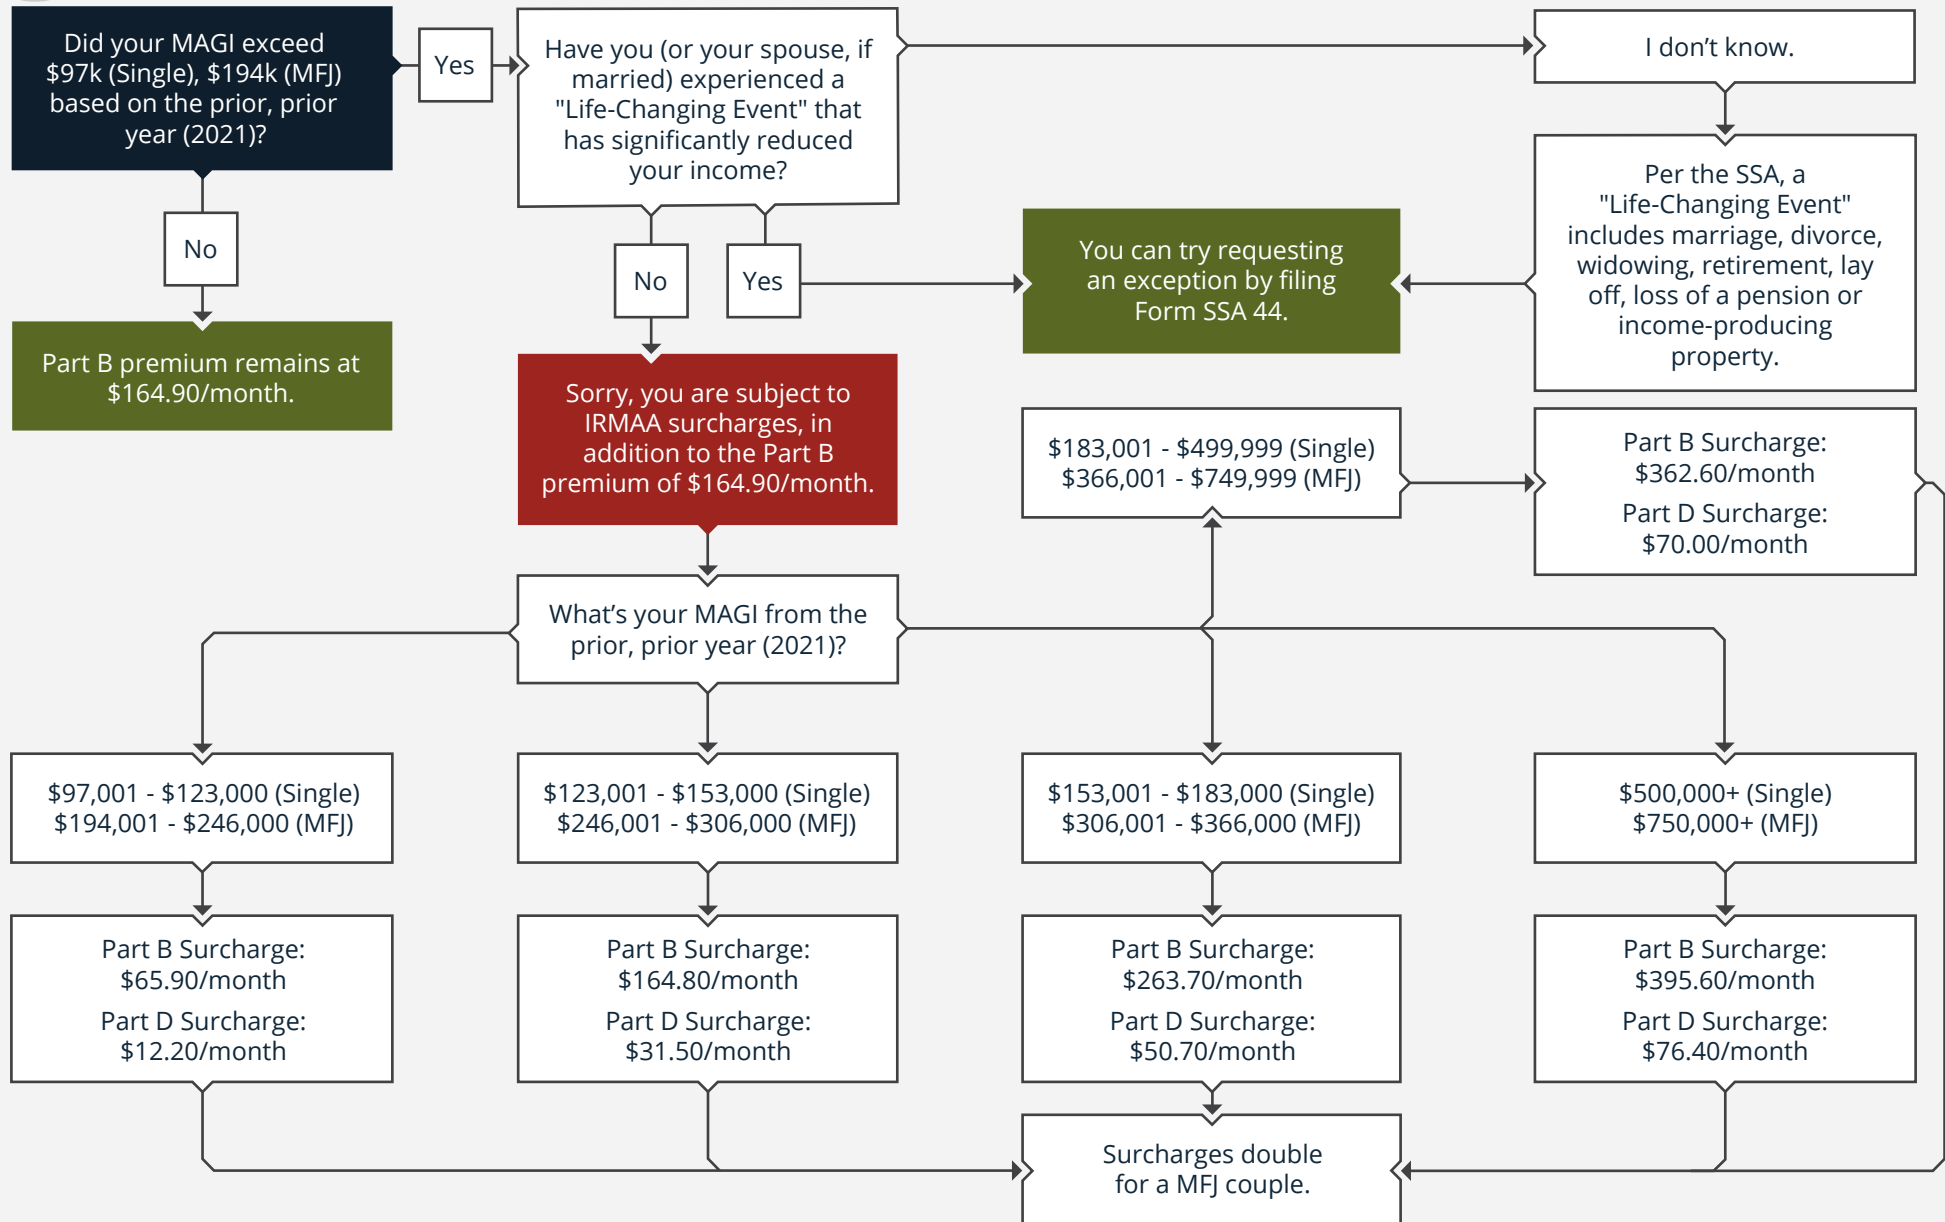 Did your MAGI exceed
$97k (Single), $194k (MFJ)
based on the prior, prior
year (2021)?
Yes
Have you (or your spouse, if
married) experienced a
"Life-Changing Event" that
has significantly reduced
your income?
I don’t know.
Per the SSA, a
"Life-Changing Event"
includes marriage, divorce,
widowing, retirement, lay
off, loss of a pension or
income-producing
property.
No
No
Yes
You can try requesting
an exception by filing
Form SSA 44.
Part B premium remains at
$164.90/month.
Sorry, you are subject to
IRMAA surcharges, in
addition to the Part B
premium of $164.90/month.
$183,001 - $499,999 (Single)
$366,001 - $749,999 (MFJ)
Part B Surcharge:
$362.60/month
Part D Surcharge:
$70.00/month
What’s your MAGI from the
prior, prior year (2021)?
$97,001 - $123,000 (Single)
$194,001 - $246,000 (MFJ)
$123,001 - $153,000 (Single)
$246,001 - $306,000 (MFJ)
$153,001 - $183,000 (Single)
$306,001 - $366,000 (MFJ)
$500,000+ (Single)
$750,000+ (MFJ)
Part B Surcharge:
$65.90/month
Part D Surcharge:
$12.20/month
Part B Surcharge:
$164.80/month
Part D Surcharge:
$31.50/month
Part B Surcharge:
$263.70/month
Part D Surcharge:
$50.70/month
Part B Surcharge:
$395.60/month
Part D Surcharge:
$76.40/month
Surcharges double
for a MFJ couple.